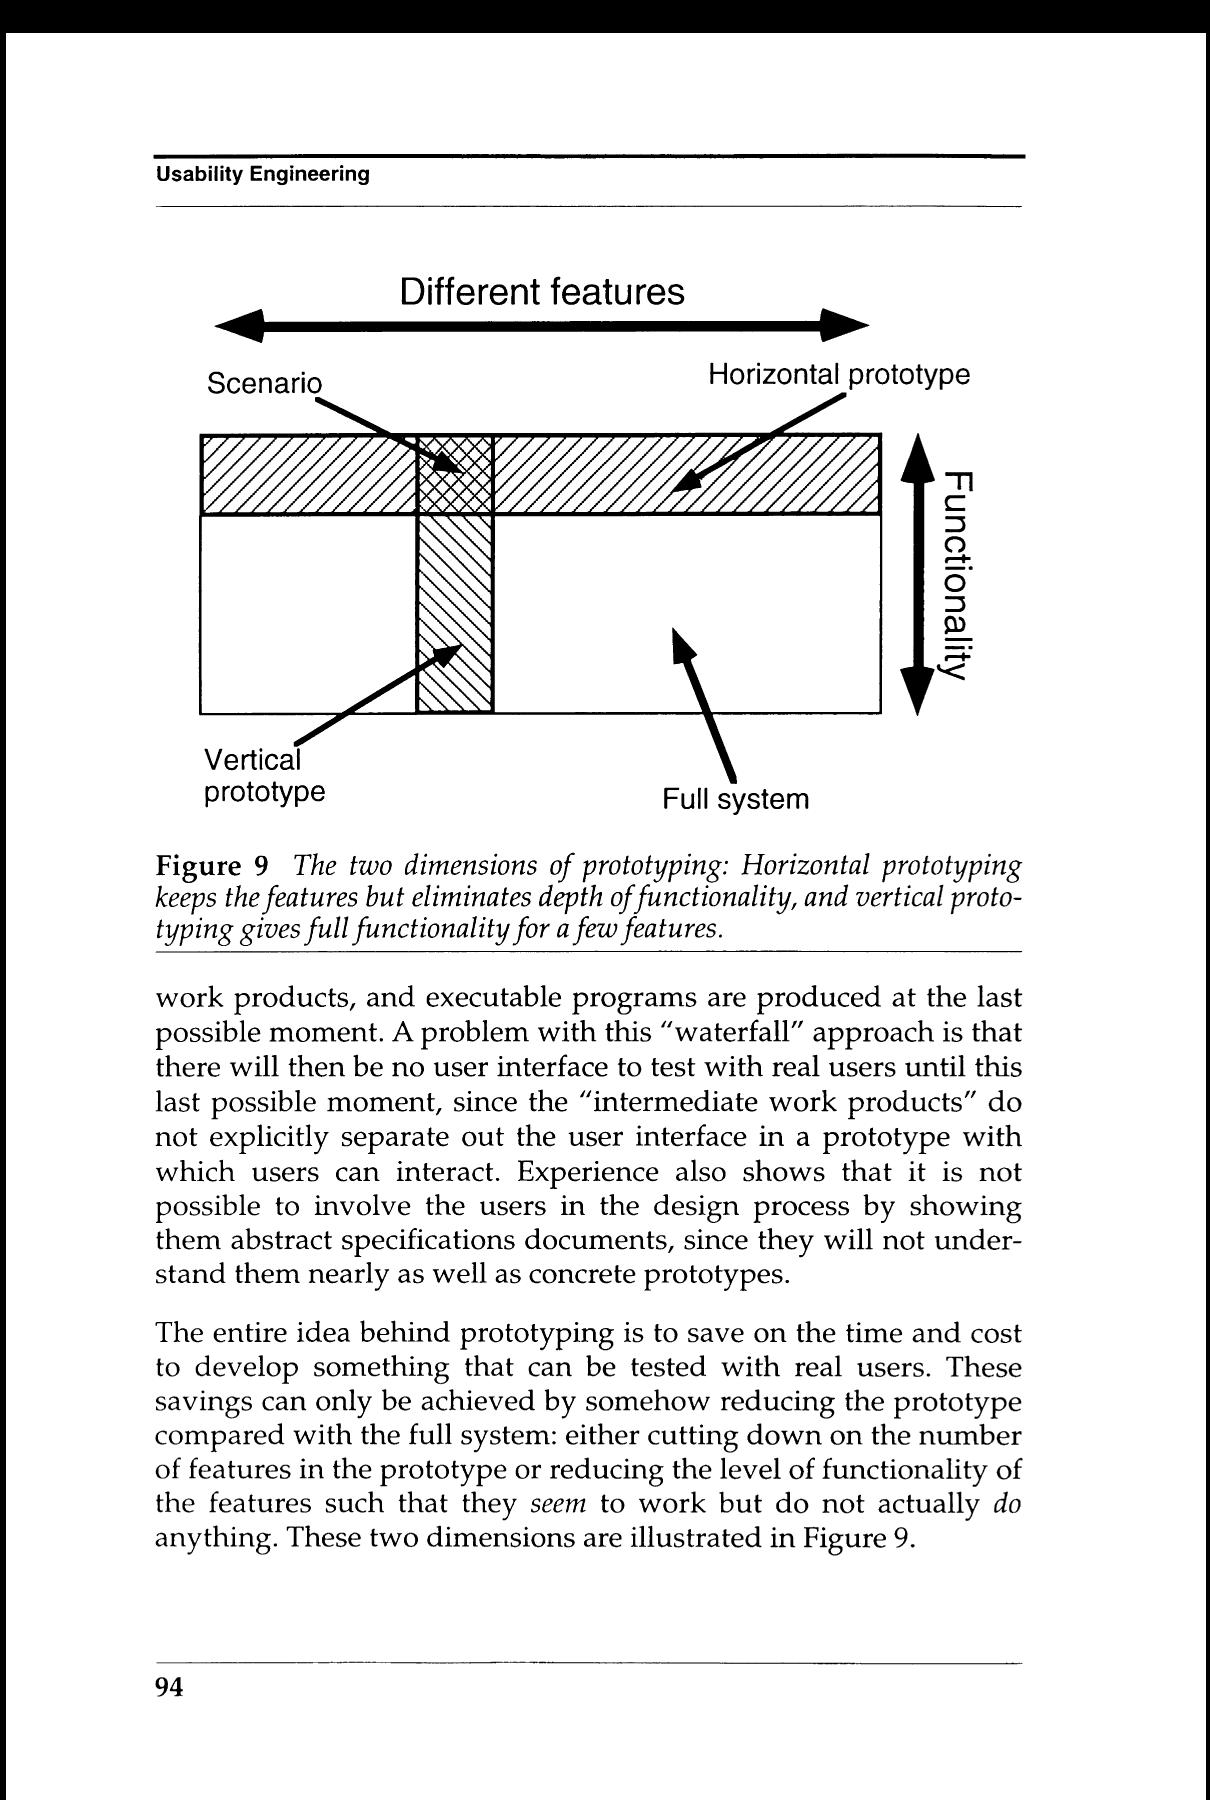 Usability Engineering
Different features
Scenario
Horizontal prototype
Functionality
Vertical
prototype
Full system
Figure 9 The two dimensions of prototyping: Horizontal prototyping
keeps the features but eliminates depth of functionality, and vertical proto-
typing gives full functionality for a few features.
work products, and executable programs are produced at the last
possible moment. A problem with this "waterfall" approach is that
there will then be no user interface to test with real users until this
last possible moment, since the "intermediate work products" do
not explicitly separate out the user interface in a prototype with
which users can interact. Experience also shows that it is not
possible to involve the users in the design process by showing
them abstract specifications documents, since they will not under-
stand them nearly as well as concrete prototypes.
The entire idea behind prototyping is to save on the time and cost
to develop something that can be tested with real users. These
savings can only be achieved by somehow reducing the prototype
compared with the full system: either cutting down on the number
of features in the prototype or reducing the level of functionality of
the features such that they seem to work but do not actually do
anything. These two dimensions are illustrated in Figure 9.
94